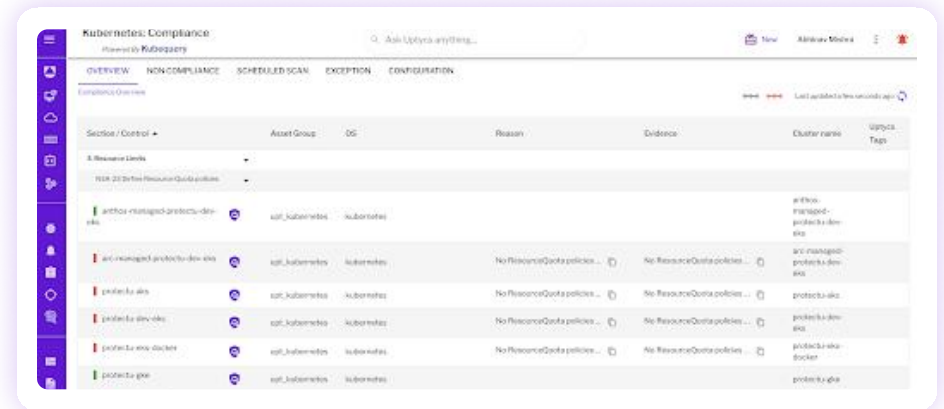 Kubernetes: Compliance
Powered By Kubequery
Ask Uptycs anything...
New
Abhinav Mishra
OVERVIEW NON COMPLIANCE SCHEDULED SCAN EXCEPTION CONFIGURATION
Compliance Overview
Last updated a few seconds ago
Section / Control Asset Group OS Reason Evidence Cluster name Uptycs Tags
Resource Limits
Define Resource Quota policies
anthos-managed-protectu-dev-eks upt_kubernetes kubernetes anthos-managed-protectu-dev-eks
arc-managed-protectu-dev-eks upt_kubernetes kubernetes No ResourceQuota policies ... No ResourceQuota policies ... arc-managed-protectu-dev-eks
protectu-aks upt_kubernetes kubernetes No ResourceQuota policies ... No ResourceQuota policies ... protectu-aks
protectu-dev-eks upt_kubernetes kubernetes No ResourceQuota policies ... No ResourceQuota policies ... protectu-dev-eks
protectu-eks-docker upt_kubernetes kubernetes No ResourceQuota policies ... No ResourceQuota policies ... protectu-eks-docker
protectu-gke upt_kubernetes kubernetes protectu-gke